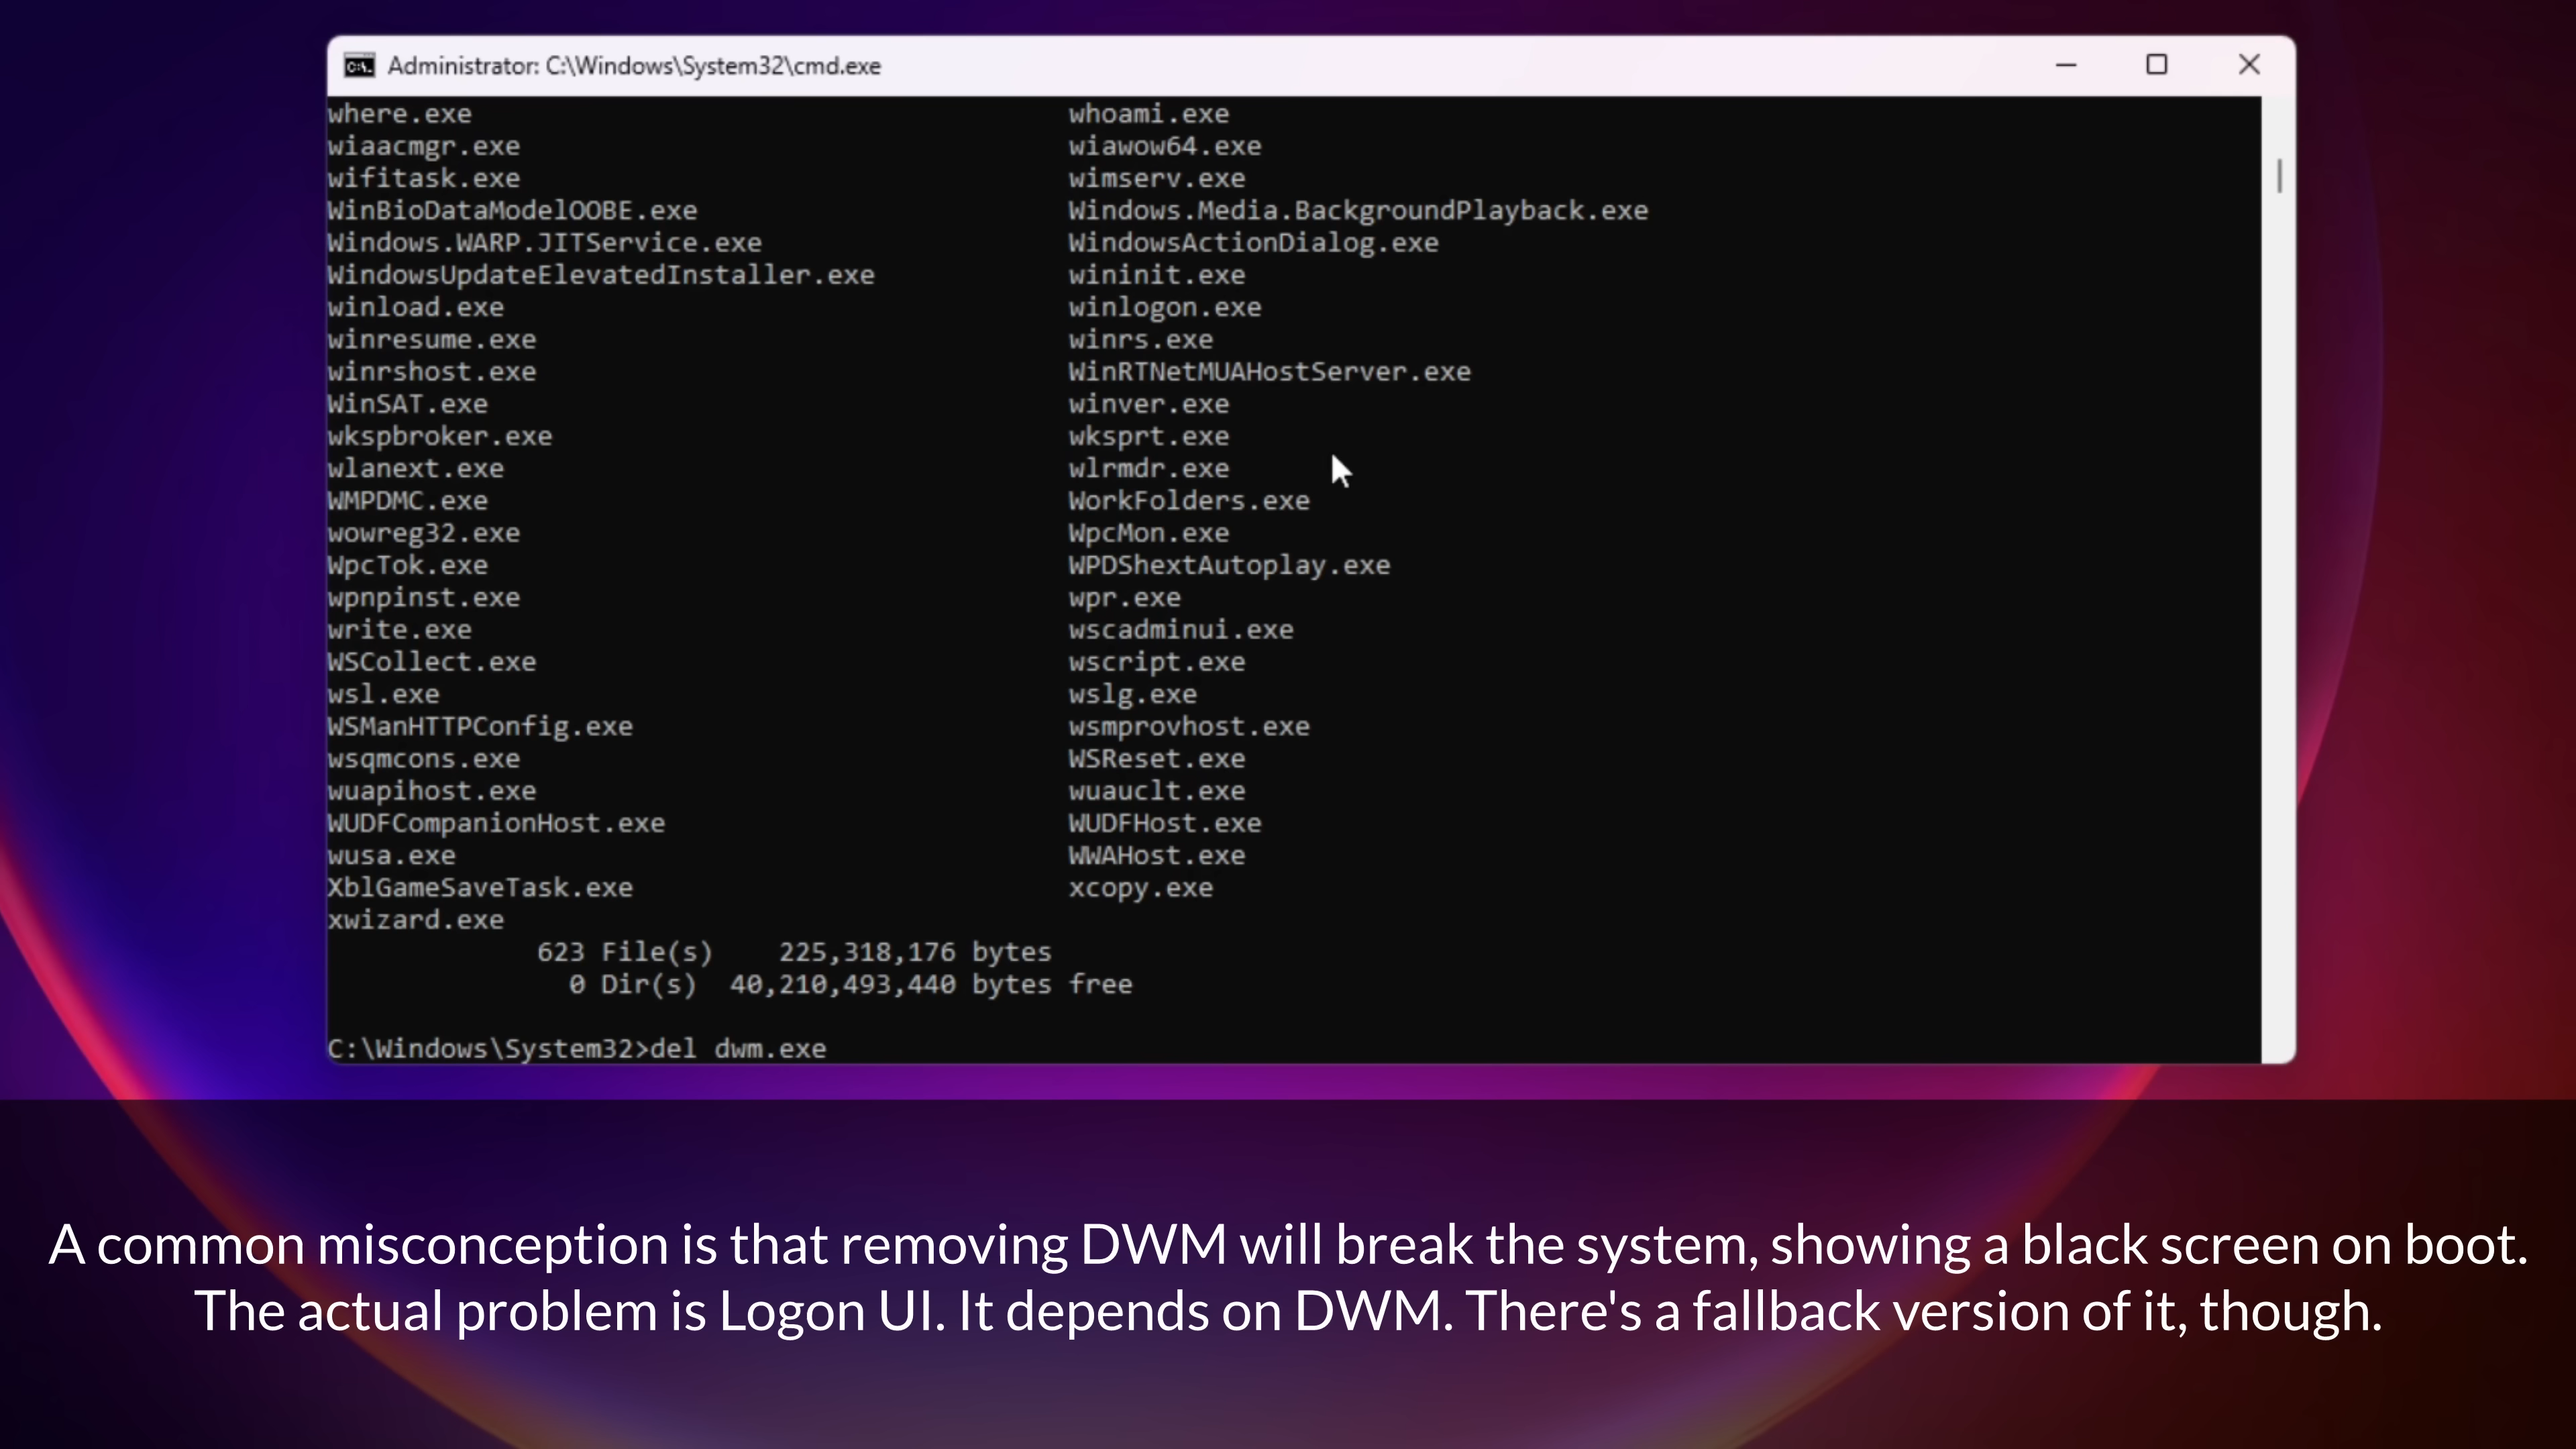 Administrator: C:\Windows\System32\cmd.exe
where.exe whoami.exe
wiaacmgr.exe wiawow64.exe
wifitask.exe wimserv.exe
WinBioDataModelOOBE.exe Windows.Media.BackgroundPlayback.exe
Windows.WARP.JITService.exe WindowsActionDialog.exe
WindowsUpdateElevatedInstaller.exe wininit.exe
winload.exe winlogon.exe
winresume.exe winrs.exe
winrshost.exe WinRTNetMUAHostServer.exe
WinSAT.exe winver.exe
wkspbroker.exe wksprt.exe
wlanext.exe wlrmdr.exe
WMPDMC.exe WorkFolders.exe
wowreg32.exe WpcMon.exe
WpcTok.exe WPDShextAutoplay.exe
wpnpinst.exe wpr.exe
write.exe wscadminui.exe
WSCollect.exe wscript.exe
wsl.exe wslg.exe
WSManHTTPConfig.exe wsmprovhost.exe
wsqmcons.exe WSReset.exe
wuapihost.exe wuauclt.exe
WUDFCompanionHost.exe WUDFHost.exe
wusa.exe WWAHost.exe
XblGameSaveTask.exe xcopy.exe
xwizard.exe
623 File(s) 225,318,176 bytes
0 Dir(s) 40,210,493,440 bytes free
C:\Windows\System32>del dwm.exe
A common misconception is that removing DWM will break the system, showing a black screen on boot.
The actual problem is Logon UI. It depends on DWM. There's a fallback version of it, though.